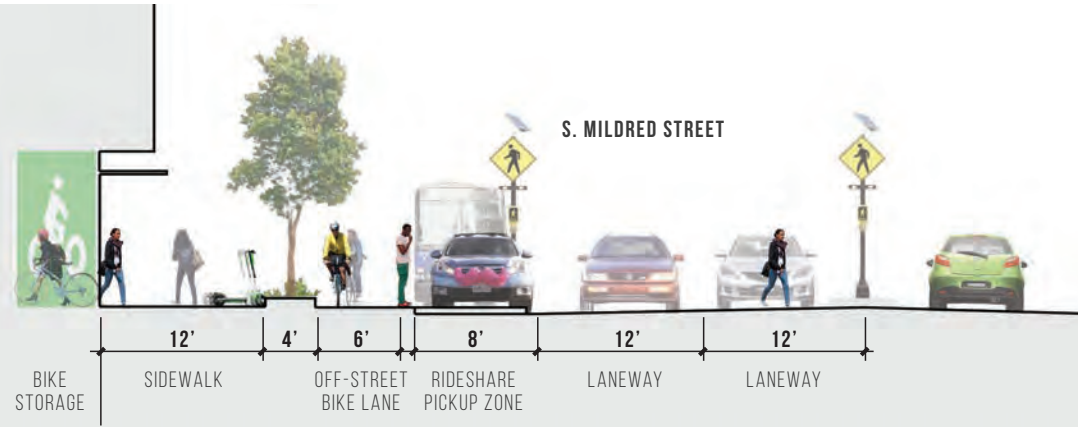 S. MILDRED STREET
12’
4’
6’
8’
12’
12’
BIKE
STORAGE
SIDEWALK
OFF-STREET
BIKE LANE
RIDESHARE
PICKUP ZONE
LANEWAY
LANEWAY